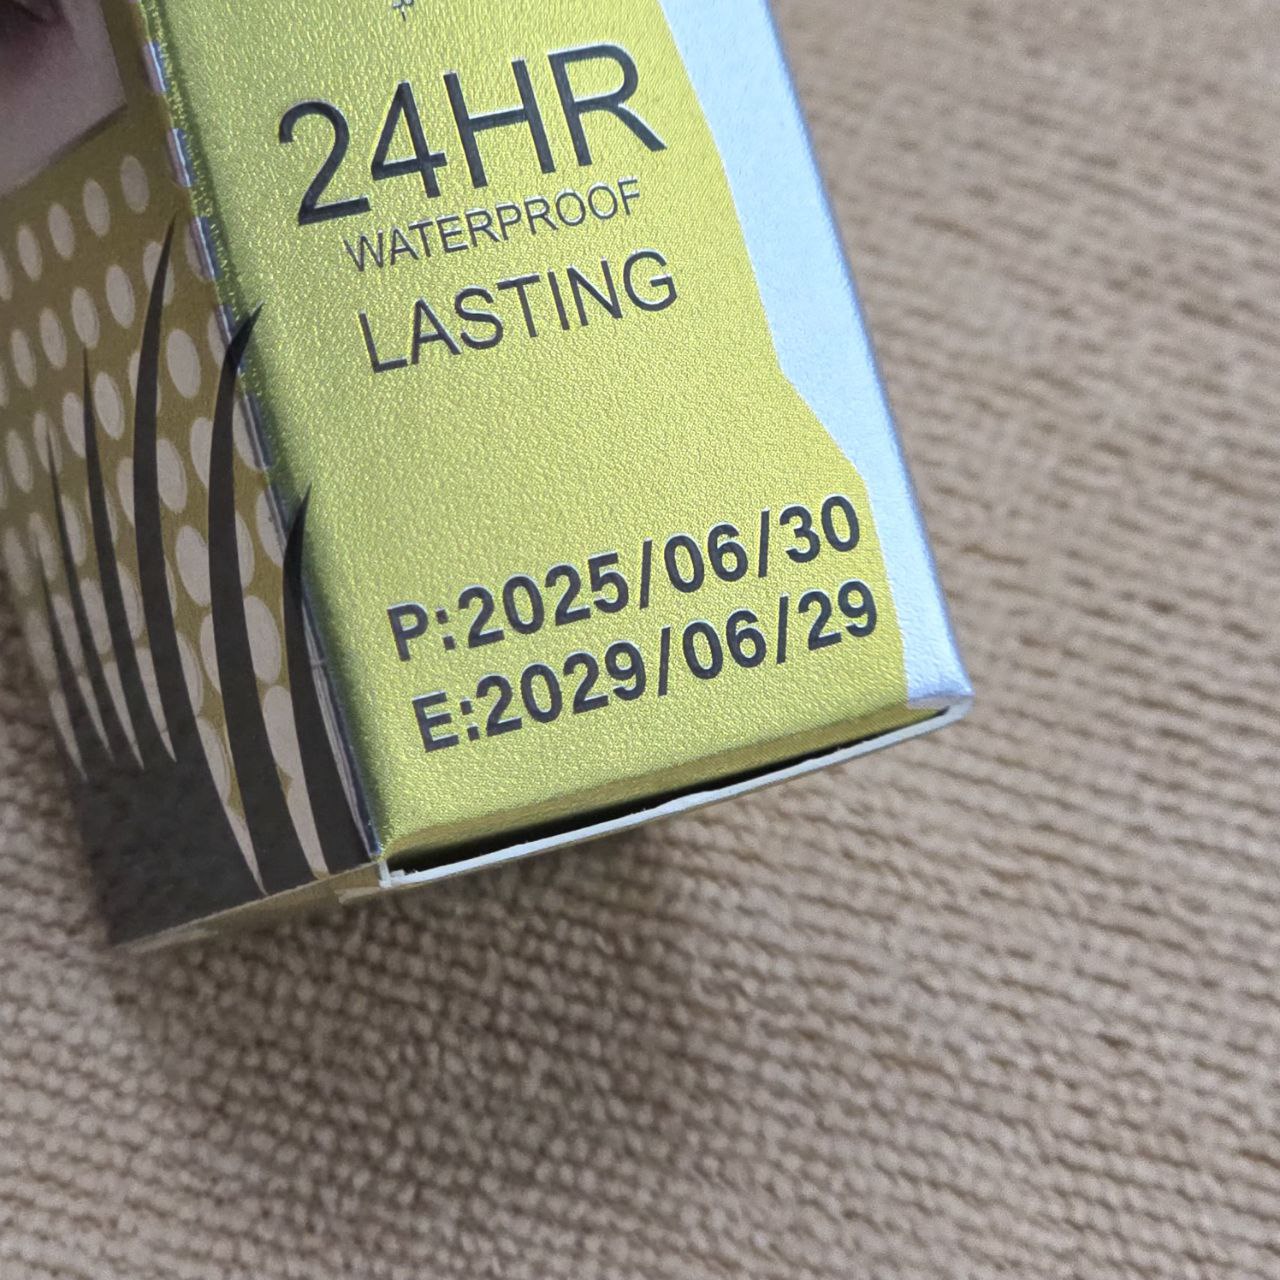 24HR
WATERPROOF
LASTING
P:2025/06/30
E:2029/06/29